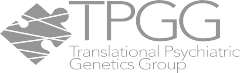 TPGG
Translational Psychiatric
Genetics Group